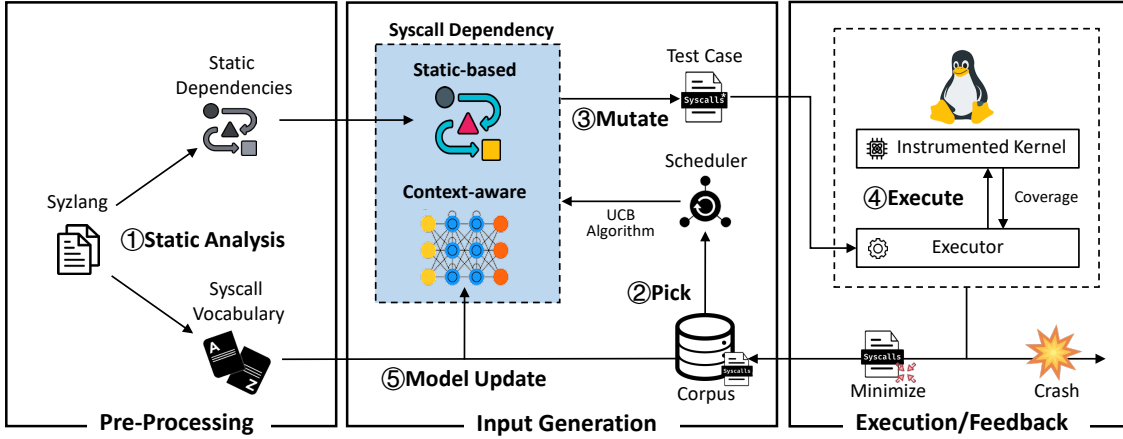 Static
Dependencies
Syzlang
①Static Analysis
Syscall
Vocabulary
A
Z
Pre-Processing
Syscall Dependency
Static-based
Context-aware
Test Case
Syscalls
③Mutate
Scheduler
UCB
Algorithm
②Pick
⑤Model Update
Syscalls
Corpus
Input Generation
Instrumented Kernel
④Execute
Coverage
Executor
Syscalls
Minimize
Crash
Execution/Feedback